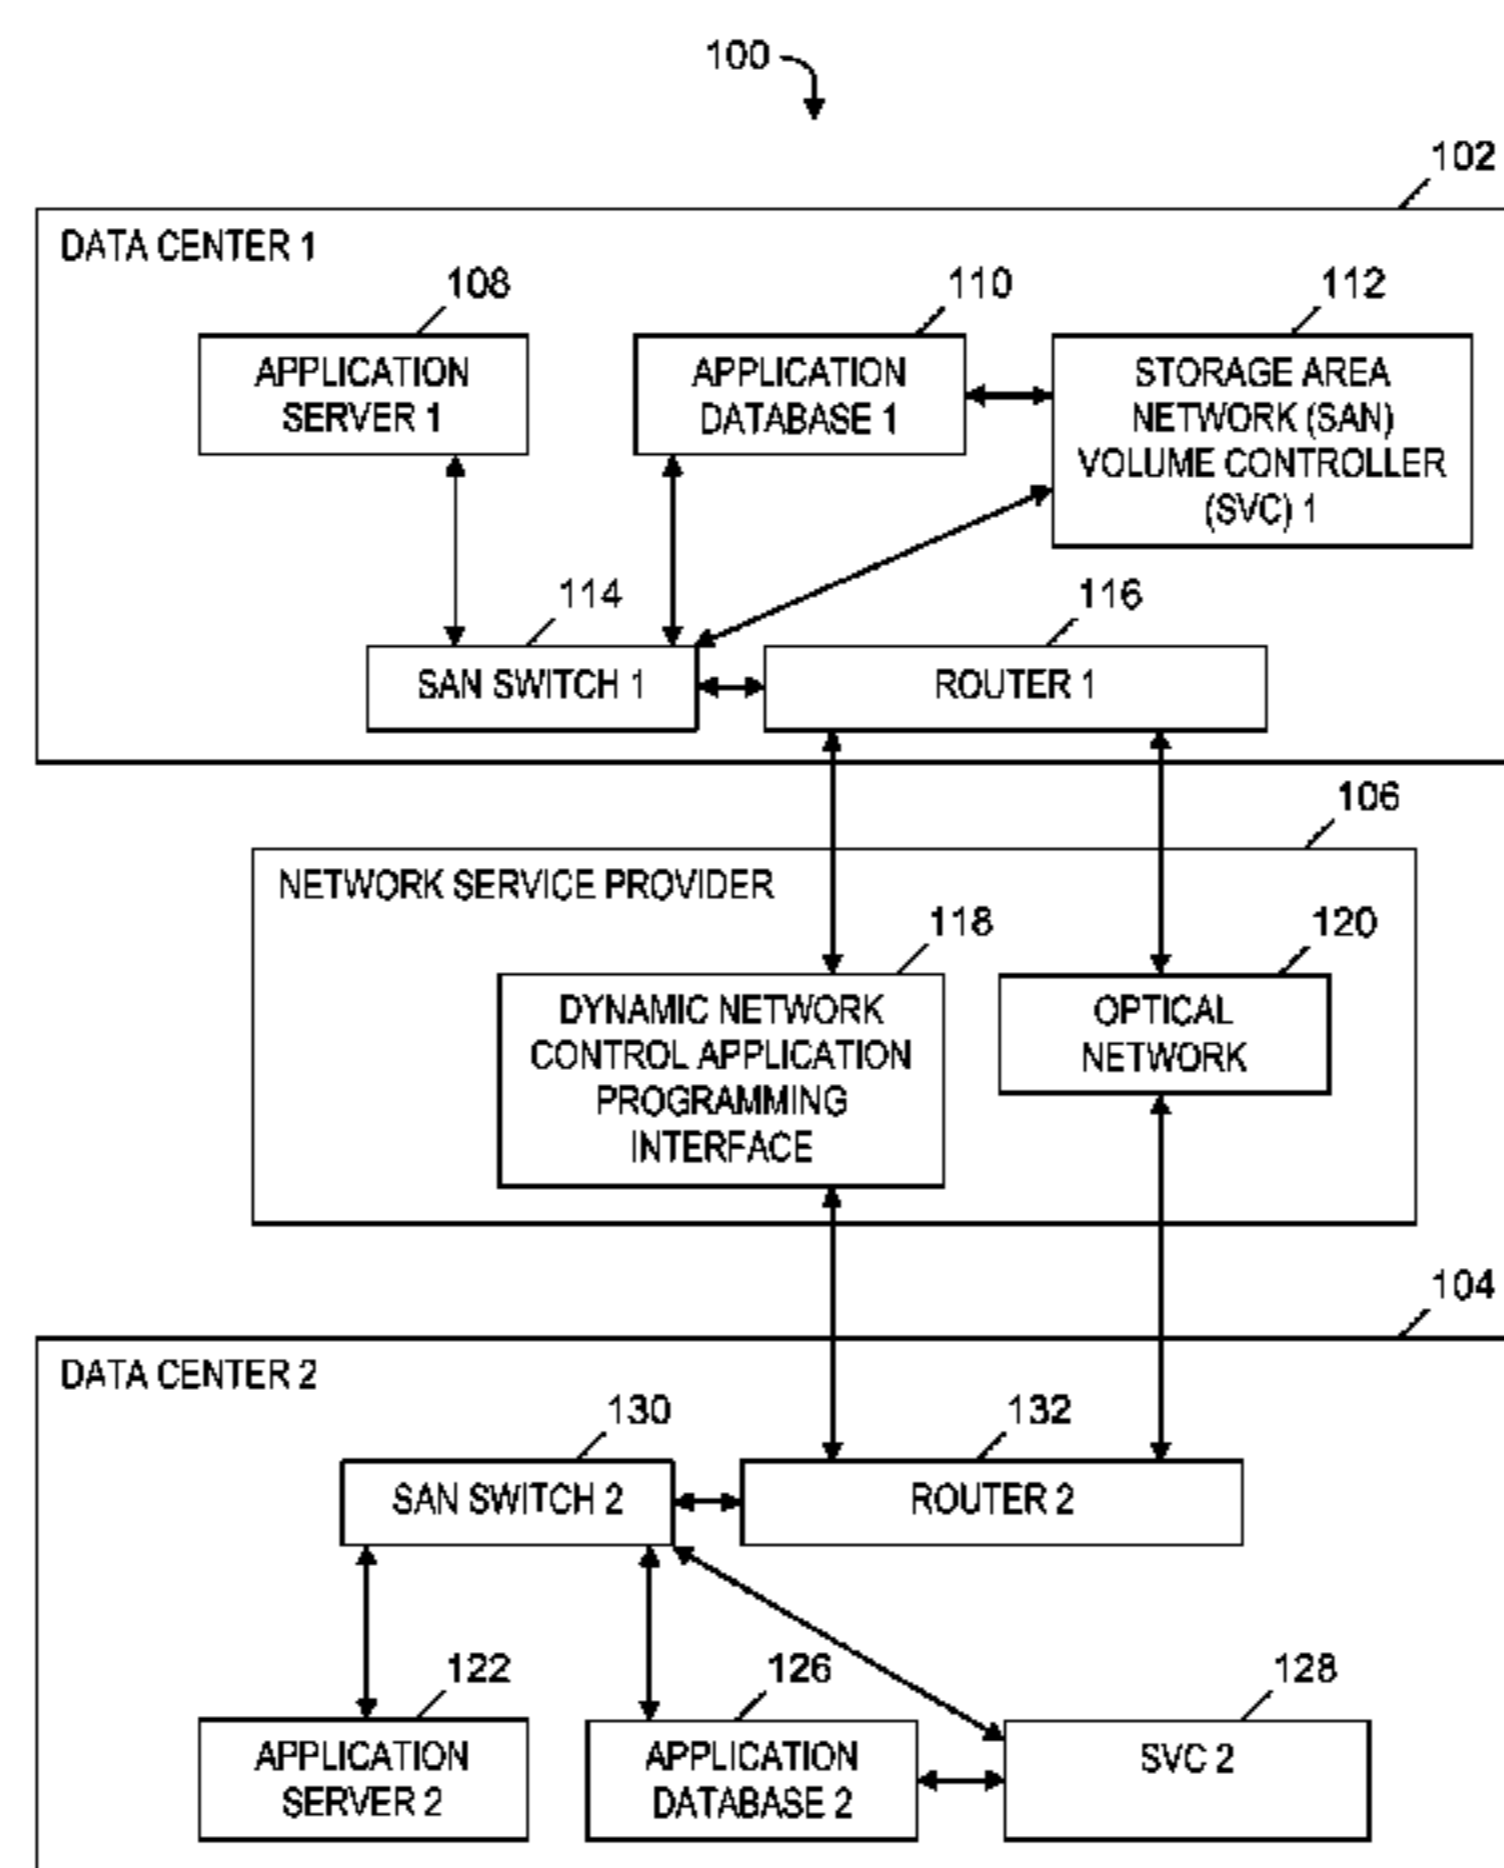 100
102
DATA CENTER 1
108
110
112
APPLICATION
SERVER 1
APPLICATION
DATABASE 1
STORAGE AREA
NETWORK (SAN)
VOLUME CONTROLLER
(SVC) 1
114
116
SAN SWITCH 1
ROUTER 1
106
NETWORK SERVICE PROVIDER
118
120
DYNAMIC NETWORK
CONTROL APPLICATION
PROGRAMMING
INTERFACE
OPTICAL
NETWORK
104
DATA CENTER 2
130
132
SAN SWITCH 2
ROUTER 2
122
126
128
APPLICATION
SERVER 2
APPLICATION
DATABASE 2
SVC 2